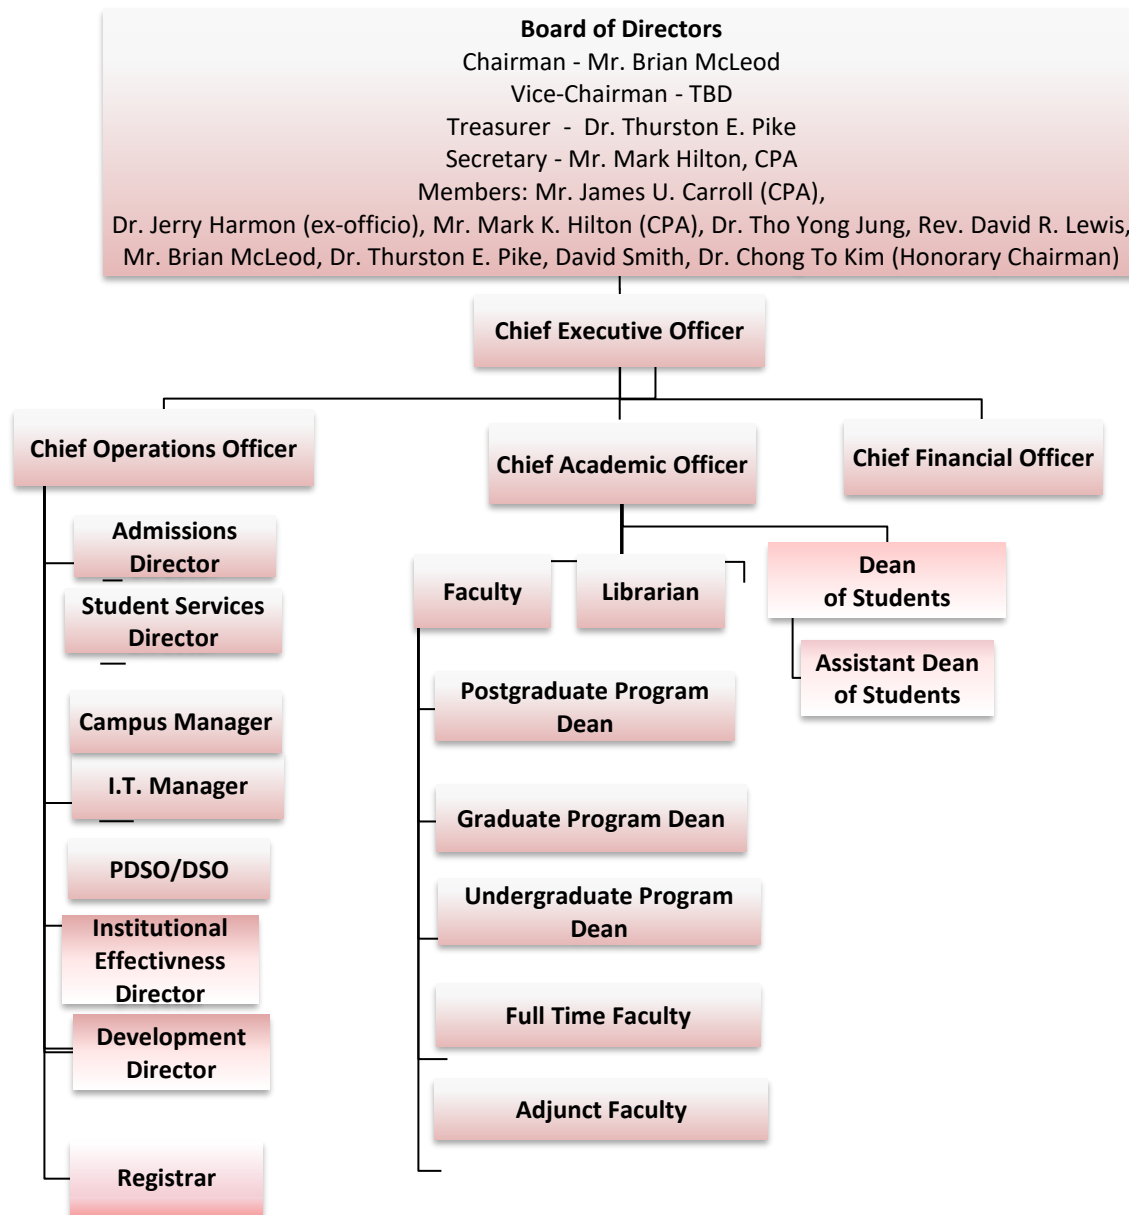 Board of Directors
Chairman - Mr. Brian McLeod
Vice-Chairman - TBD
Treasurer - Dr. Thurston E. Pike
Secretary - Mr. Mark Hilton, CPA
Members: Mr. James U. Carroll (CPA),
Dr. Jerry Harmon (ex-officio), Mr. Mark K. Hilton (CPA), Dr. Tho Yong Jung, Rev. David R. Lewis,
Mr. Brian McLeod, Dr. Thurston E. Pike, David Smith, Dr. Chong To Kim (Honorary Chairman)
Chief Executive Officer
Chief Operations Officer
Chief Academic Officer
Chief Financial Officer
Admissions
Director
Student Services
Director
Campus Manager
I.T. Manager
PDSO/DSO
Institutional
Effectivness
Director
Development
Director
Registrar
Faculty
Librarian
Dean
of Students
Assistant Dean
of Students
Postgraduate Program
Dean
Graduate Program Dean
Undergraduate Program
Dean
Full Time Faculty
Adjunct Faculty